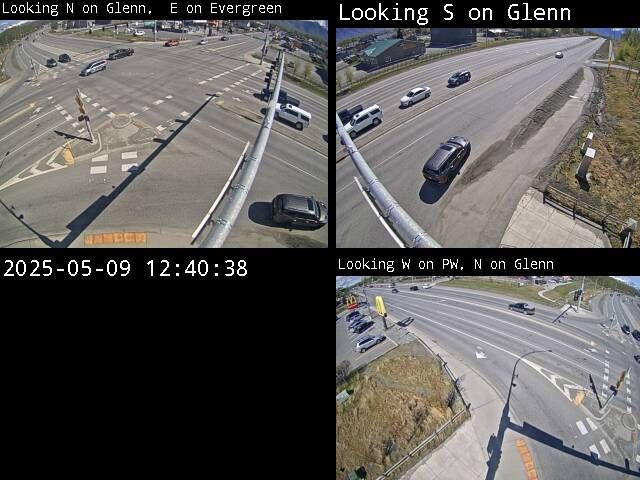 Looking N on Glenn,  E on Evergreen
Looking S on Glenn
2025-05-09 12:40:38
Looking W on PW, N on Glenn